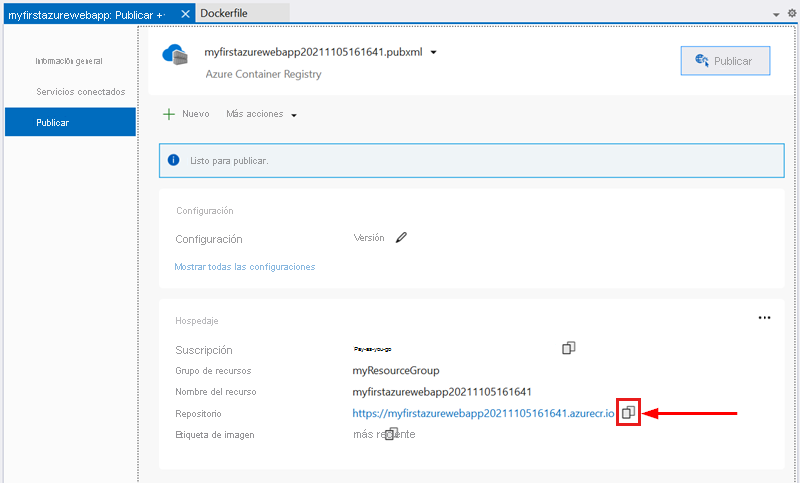 myfirstazurewebapp: Publicar
Dockerfile
Información general
Servicios conectados
Publicar
myfirstazurewebapp20211105161641.pubxml
Azure Container Registry
Publicar
Nuevo
Más acciones
Listo para publicar.
Configuración
Configuración
Versión
Mostrar todas las configuraciones
Hospedaje
Suscripción
Pay-as-you-go
Grupo de recursos
myResourceGroup
Nombre del recurso
myfirstazurewebapp20211105161641
Repositorio
https://myfirstazurewebapp20211105161641.azurecr.io
Etiqueta de imagen
más reciente